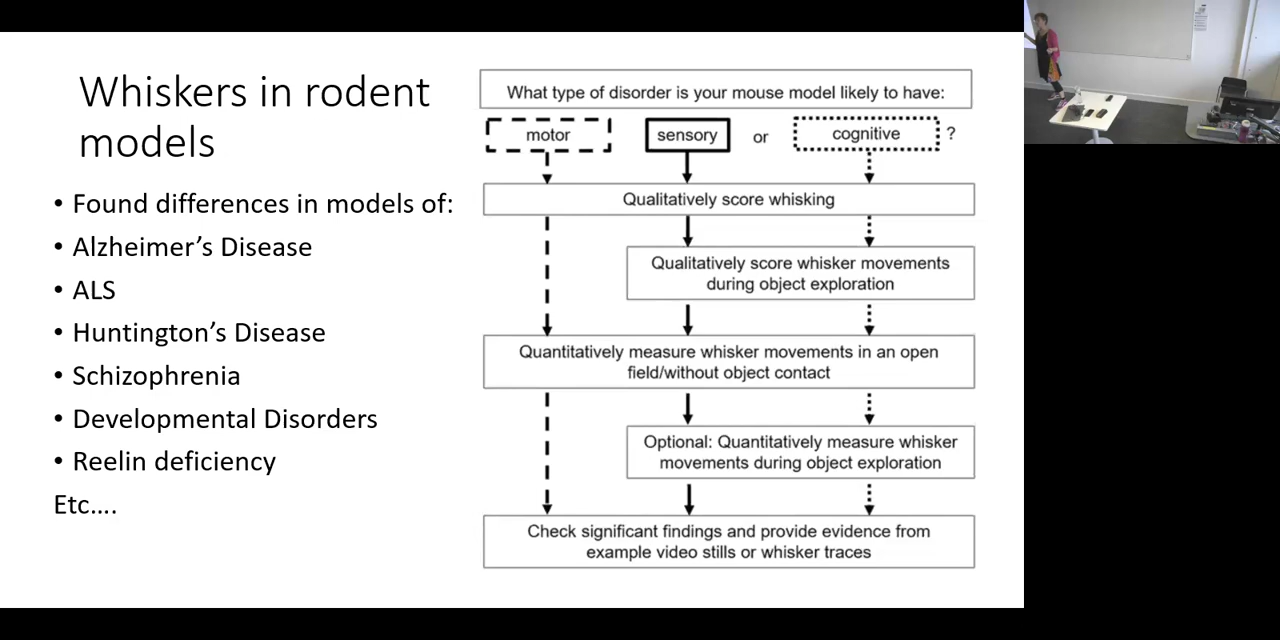 Whiskers in rodent
models
• Found differences in models of:
• Alzheimer's Disease
• ALS
• Huntington's Disease
• Schizophrenia
• Developmental Disorders
• Reelin deficiency
Etc....
What type of disorder is your mouse model likely to have:
motor sensory or cognitive ?
Qualitatively score whisking
Qualitatively score whisker movements
during object exploration
Quantitatively measure whisker movements in an open
field/without object contact
Optional: Quantitatively measure whisker
movements during object exploration
Check significant findings and provide evidence from
example video stills or whisker traces